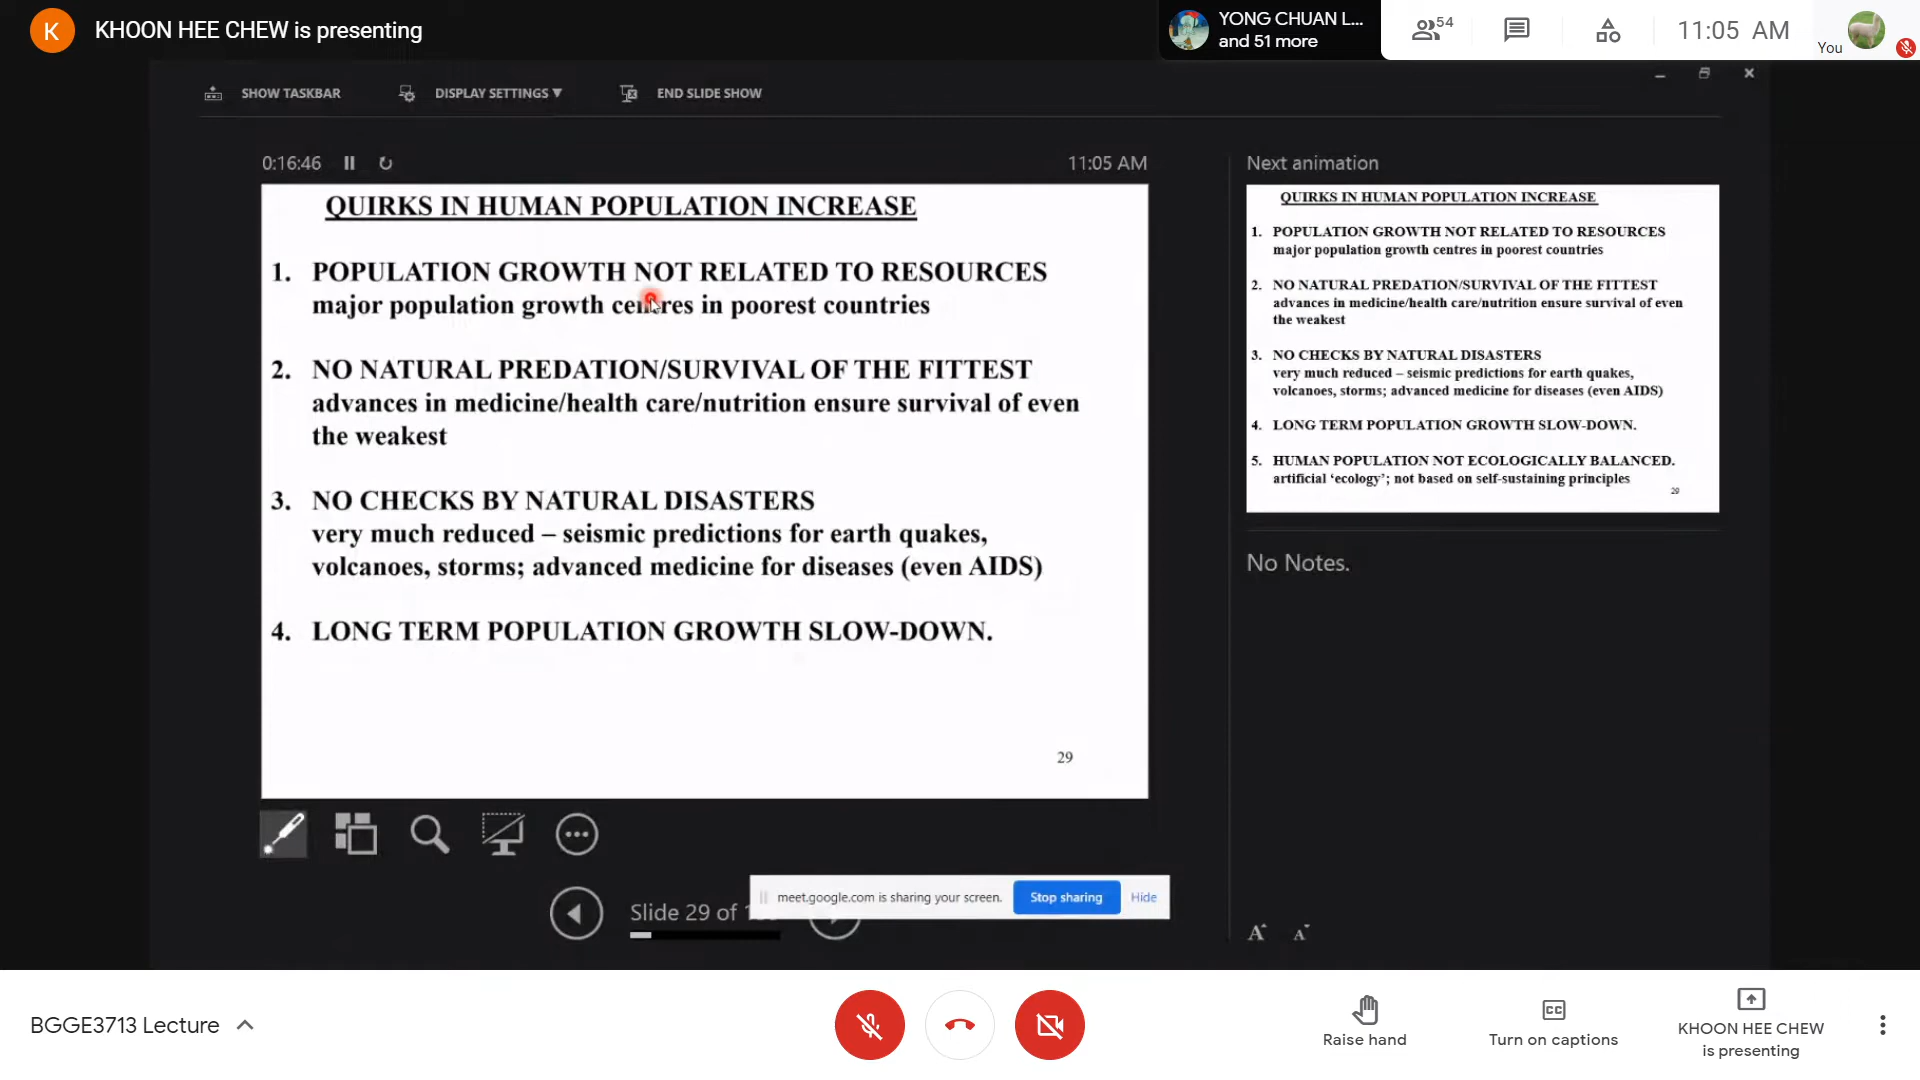 K
KHOON HEE CHEW is presenting
YONG CHUAN L...
and 51 more
54
11:05 AM
You
SHOW TASKBAR
DISPLAY SETTINGS ▼
END SLIDE SHOW
0:16:46
11:05 AM
QUIRKS IN HUMAN POPULATION INCREASE
1. POPULATION GROWTH NOT RELATED TO RESOURCES
major population growth centres in poorest countries
2. NO NATURAL PREDATION/SURVIVAL OF THE FITTEST
advances in medicine/health care/nutrition ensure survival of even
the weakest
3. NO CHECKS BY NATURAL DISASTERS
very much reduced – seismic predictions for earth quakes,
volcanoes, storms; advanced medicine for diseases (even AIDS)
4. LONG TERM POPULATION GROWTH SLOW-DOWN.
29
Next animation
QUIRKS IN HUMAN POPULATION INCREASE
1. POPULATION GROWTH NOT RELATED TO RESOURCES
major population growth centres in poorest countries
2. NO NATURAL PREDATION/SURVIVAL OF THE FITTEST
advances in medicine/health care/nutrition ensure survival of even
the weakest
3. NO CHECKS BY NATURAL DISASTERS
very much reduced – seismic predictions for earth quakes,
volcanoes, storms; advanced medicine for diseases (even AIDS)
4. LONG TERM POPULATION GROWTH SLOW-DOWN.
5. HUMAN POPULATION NOT ECOLOGICALLY BALANCED.
artificial ‘ecology’; not based on self-sustaining principles
29
No Notes.
Slide 29 of
meet.google.com is sharing your screen.
Stop sharing
Hide
A A
BGGE3713 Lecture
Raise hand
CC
Turn on captions
KHOON HEE CHEW
is presenting